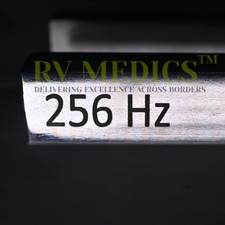 RV MEDICS™
DELIVERING EXCELLENCE ACROSS BORDERS
256 Hz